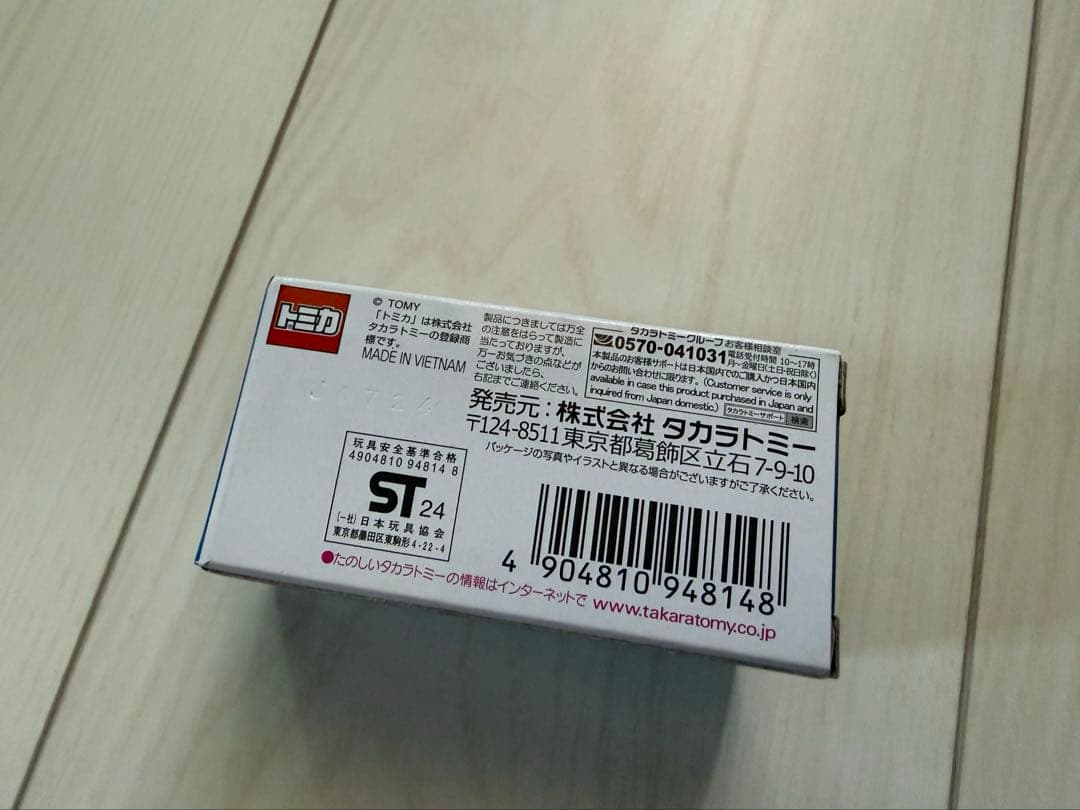 トミカ
© TOMY
「トミカ」は株式会社
タカラトミーの登録商
標です。
MADE IN VIETNAM
製品につきましては万全
の注意をはらって製造に
当たっておりますが、
万一お気づきの点などが
ございましたら、
右記までご連絡ください。
タカラトミーグループ お客様相談室
0570-041031
電話受付時間 10〜17時
月〜金曜日(土日・祝日除く)
本製品のお客様サポートは日本国内でのご購入かつ日本国内
からのお問い合わせに限ります。(Customer service is only
available in case this product purchased in Japan and
inquired from Japan domestic.)
タカラトミーサポート 検索
発売元：株式会社 タカラトミー
〒124-8511東京都葛飾区立石7-9-10
パッケージの写真やイラストと異なる場合がございますがご了承ください。
玩具安全基準合格
4904810 94814 8
ST 24
(一社)日本玩具協会
東京都墨田区東駒形4-22-4
4 904810 948148
●たのしいタカラトミーの情報はインターネットで www.takaratomy.co.jp